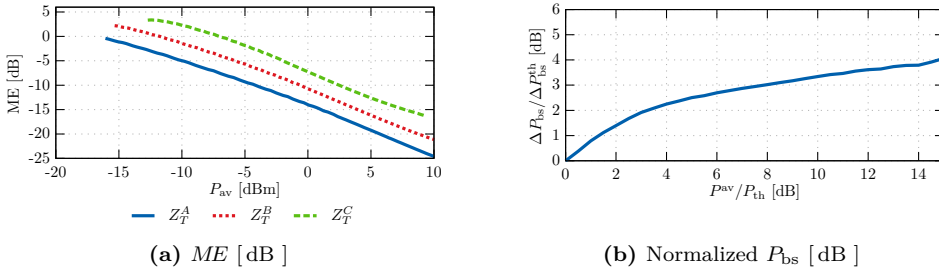 ME [dB]
5
0
-5
-10
-15
-20
-25
-20 -15 -10 -5 0 5 10
P_av [dBm]
Z_T^A Z_T^B Z_T^C
(a) ME [ dB ]
ΔP_bs/ΔP_bs^th [dB]
6
5
4
3
2
1
0
0 2 4 6 8 10 12 14
P^av/P_th [dB]
(b) Normalized P_bs [ dB ]